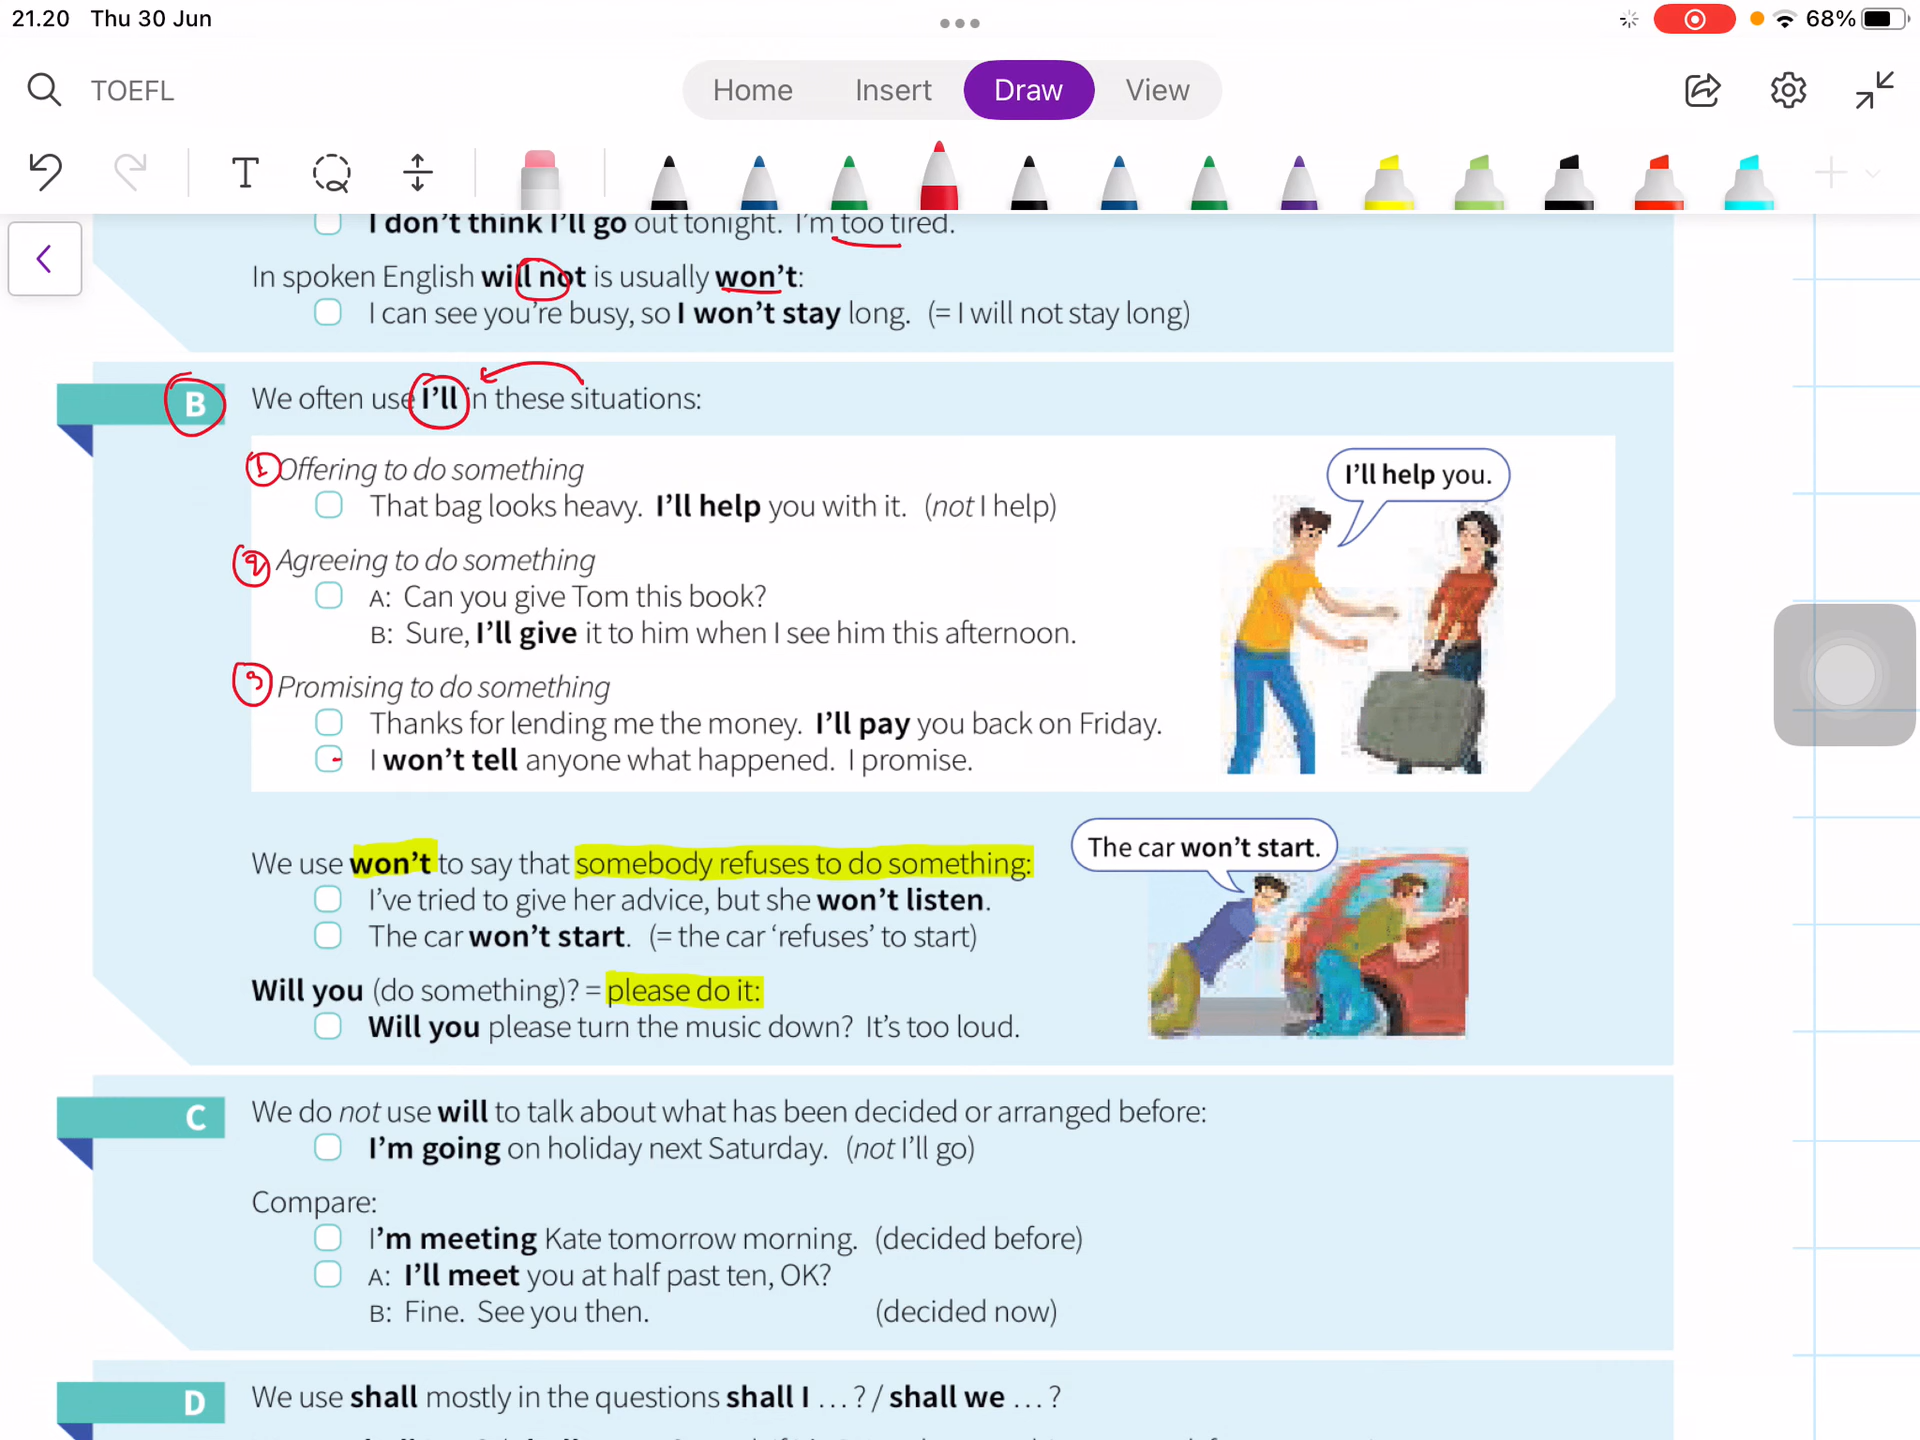 21.20 Thu 30 Jun
68%
TOEFL
Home Insert Draw View
T
I don't think I'll go out tonight. I'm too tired.
In spoken English will not is usually won't:
I can see you're busy, so I won't stay long. (= I will not stay long)
B
We often use I'll in these situations:
1 Offering to do something
That bag looks heavy. I'll help you with it. (not I help)
I'll help you.
2 Agreeing to do something
A: Can you give Tom this book?
B: Sure, I'll give it to him when I see him this afternoon.
3 Promising to do something
Thanks for lending me the money. I'll pay you back on Friday.
I won't tell anyone what happened. I promise.
We use won't to say that somebody refuses to do something:
I've tried to give her advice, but she won't listen.
The car won't start. (= the car 'refuses' to start)
The car won't start.
Will you (do something)? = please do it:
Will you please turn the music down? It's too loud.
C
We do not use will to talk about what has been decided or arranged before:
I'm going on holiday next Saturday. (not I'll go)
Compare:
I'm meeting Kate tomorrow morning. (decided before)
A: I'll meet you at half past ten, OK?
B: Fine. See you then. (decided now)
D
We use shall mostly in the questions shall I ... ? / shall we ... ?